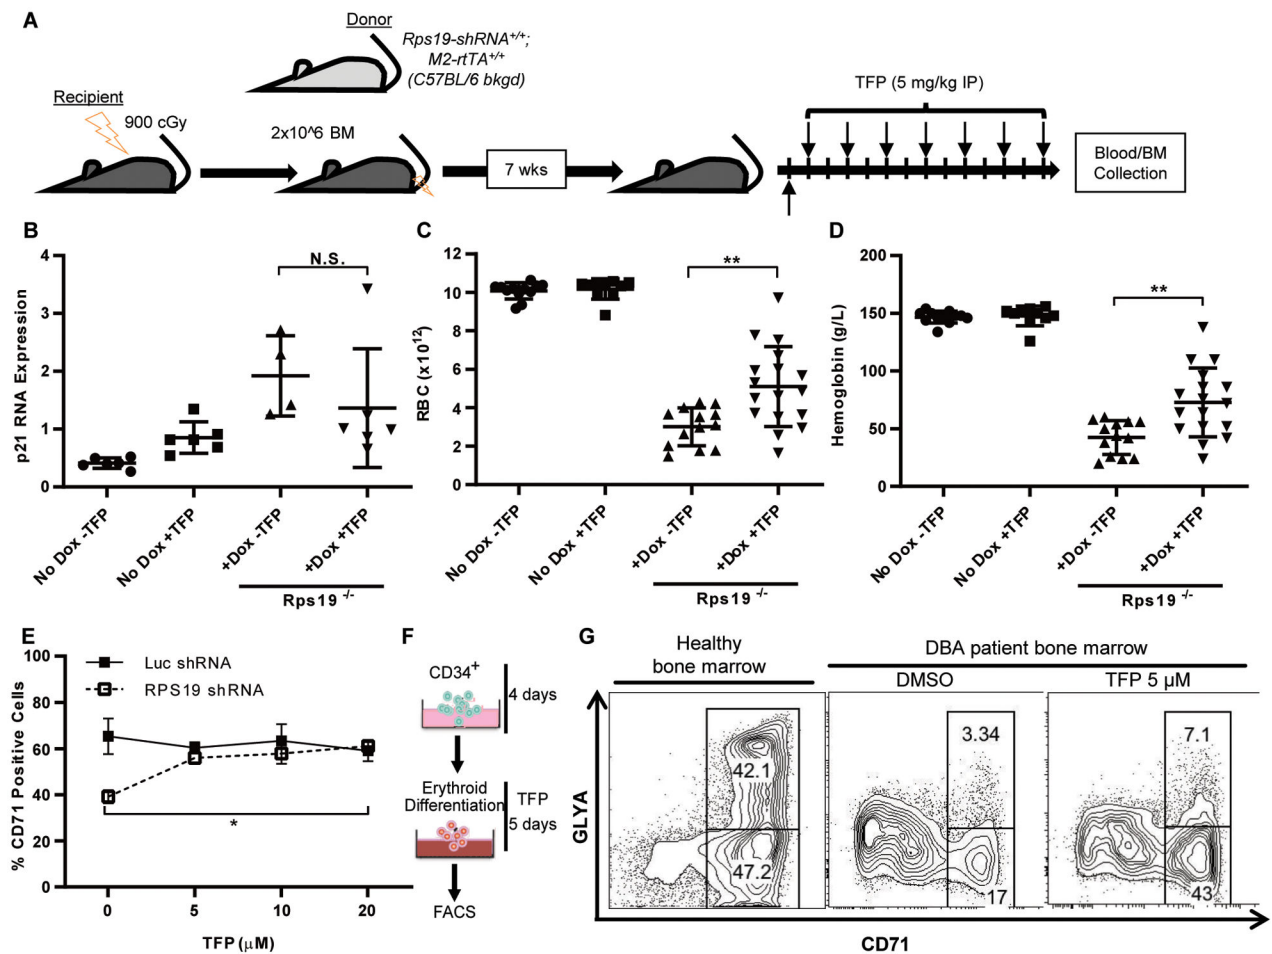 A
Donor
Rps19-shRNA+/+;
M2-rtTA+/+
(C57BL/6 bkgd)
Recipient
900 cGy
2x10^6 BM
7 wks
TFP (5 mg/kg IP)
Blood/BM
Collection
B
p21 RNA Expression
4
3
2
1
0
N.S.
No Dox -TFP
No Dox +TFP
+Dox -TFP
+Dox +TFP
Rps19 -/-
C
RBC (x10¹²)
12
10
8
6
4
2
0
**
No Dox -TFP
No Dox +TFP
+Dox -TFP
+Dox +TFP
Rps19 -/-
D
Hemoglobin (g/L)
200
150
100
50
0
**
No Dox -TFP
No Dox +TFP
+Dox -TFP
+Dox +TFP
Rps19 -/-
E
% CD71 Positive Cells
100
80
60
40
20
0
Luc shRNA
RPS19 shRNA
*
0
5
10
20
TFP (μM)
F
CD34+
4 days
Erythroid
Differentiation
TFP
5 days
FACS
G
Healthy
bone marrow
DBA patient bone marrow
DMSO
TFP 5 μM
GLYA
42.1
47.2
3.34
17
7.1
43
CD71